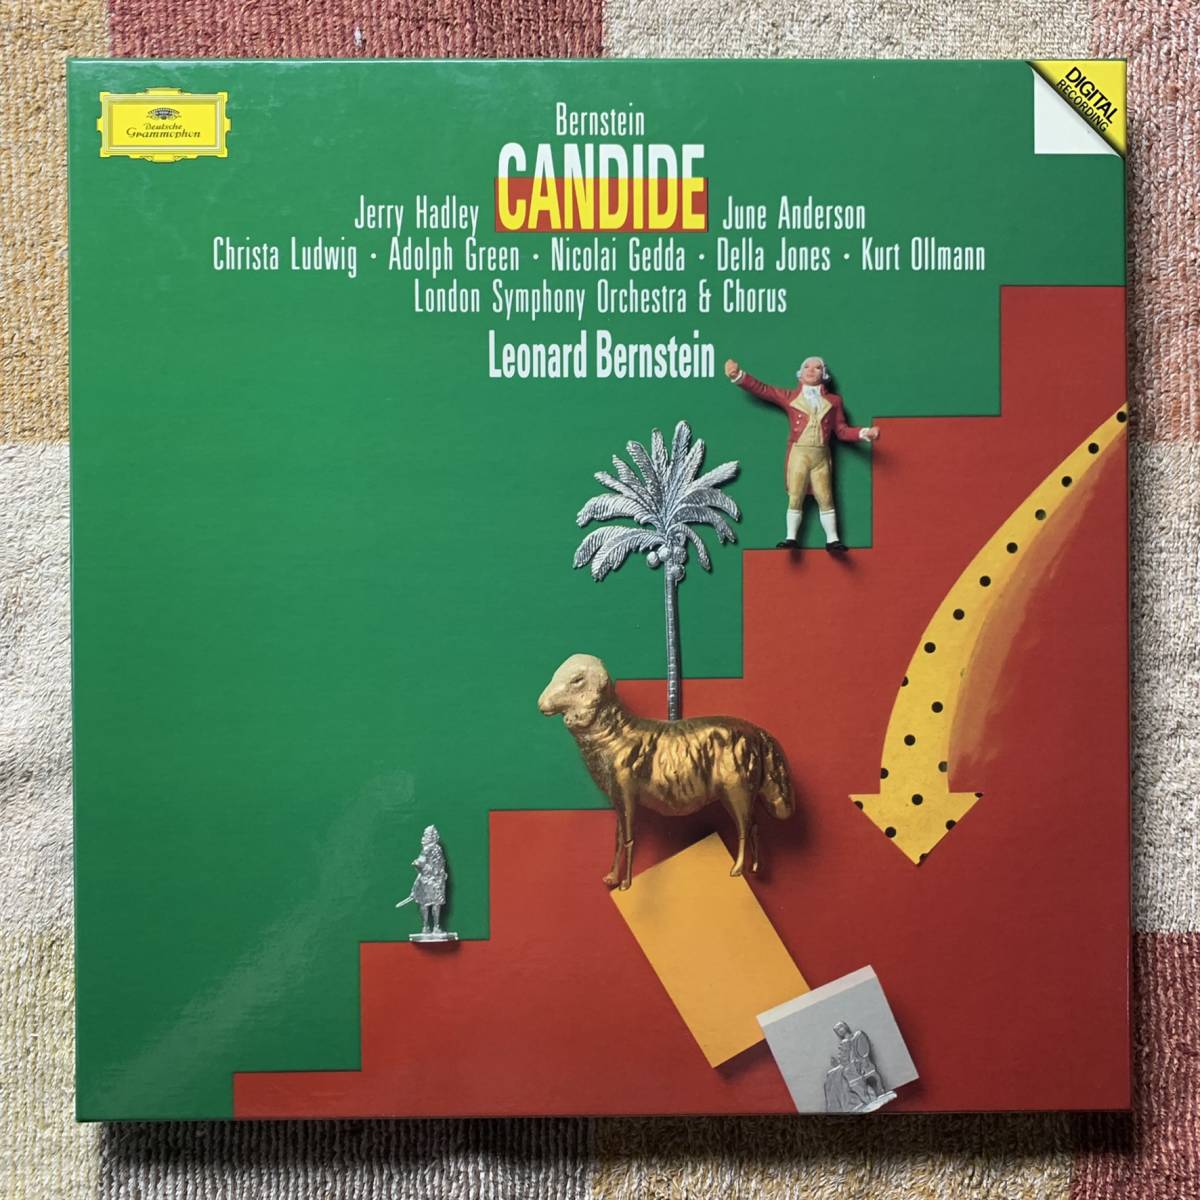 Deutsche
Grammophon
DIGITAL
RECORDING
Bernstein
CANDIDE
Jerry Hadley
June Anderson
Christa Ludwig · Adolph Green · Nicolai Gedda · Della Jones · Kurt Ollmann
London Symphony Orchestra & Chorus
Leonard Bernstein